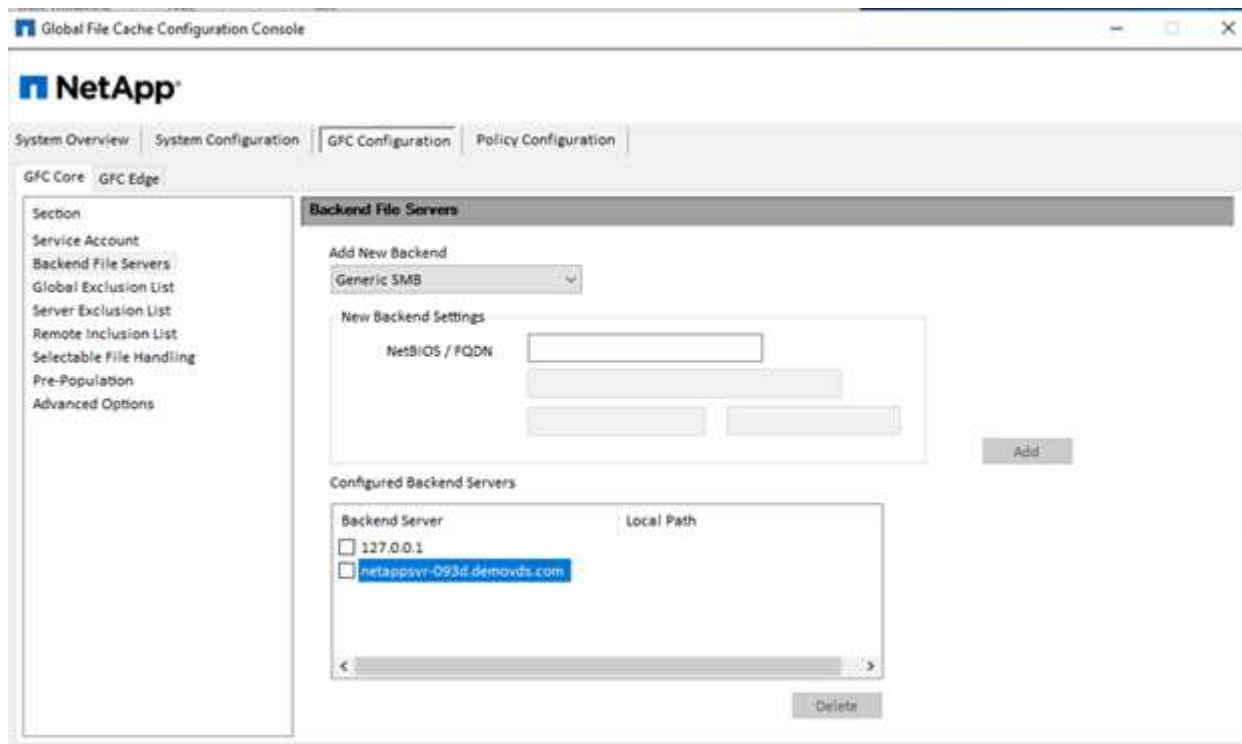 Global File Cache Configuration Console
NetApp
System Overview System Configuration GFC Configuration Policy Configuration
GFC Core GFC Edge
Section
Service Account
Backend File Servers
Global Exclusion List
Server Exclusion List
Remote Inclusion List
Selectable File Handling
Pre-Population
Advanced Options
Backend File Servers
Add New Backend
Generic SMB
New Backend Settings
NetBIOS / FQDN
Add
Configured Backend Servers
Backend Server Local Path
127.0.0.1
netappsvr-093d.demovds.com
Delete